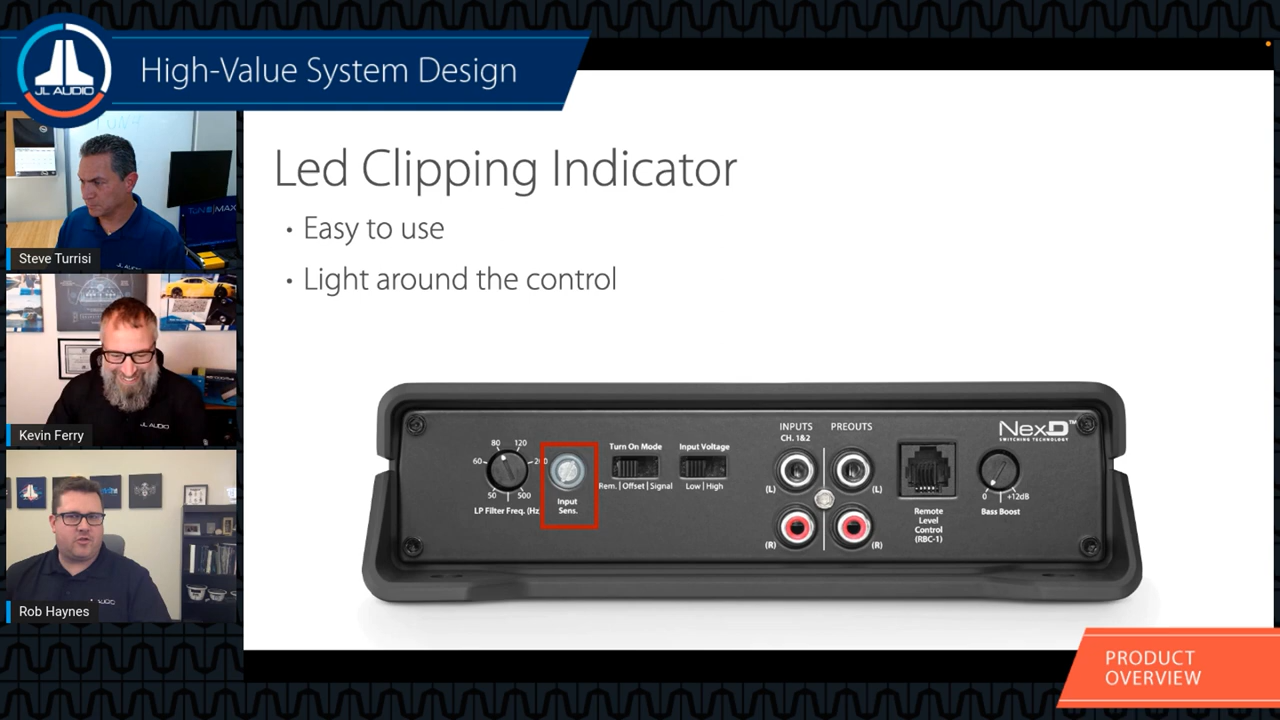 JL AUDIO
High-Value System Design
Steve Turrisi
Kevin Ferry
Rob Haynes
Led Clipping Indicator
• Easy to use
• Light around the control
80
120
60
50
500
LP Filter Freq. (Hz
Input
Sens.
Turn On Mode
Rem. | Offset | Signal
Input Voltage
Low | High
INPUTS
CH. 1&2
PREOUTS
(L)
(L)
(R)
(R)
Remote
Level
Control
(RBC-1)
NexD™
SWITCHING TECHNOLOGY
0
+12dB
Bass Boost
PRODUCT
OVERVIEW